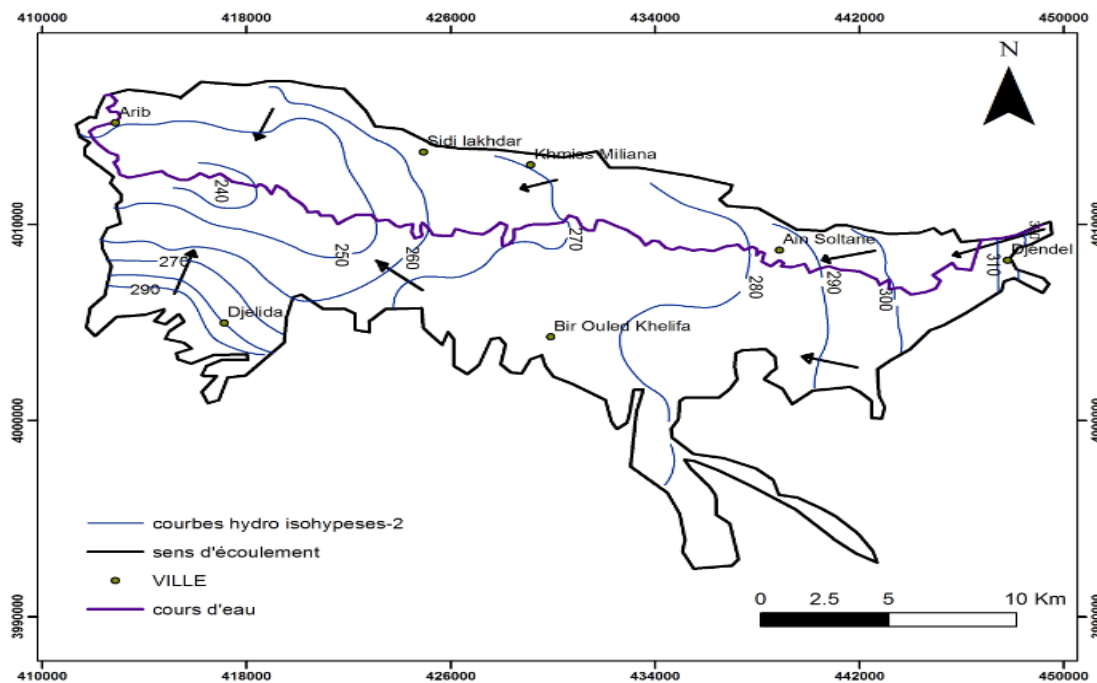 410000 418000 426000 434000 442000 450000
N
Arib
Sidi lakhdar
Khmiss Miliana
240
4010000
4010000
270
250
260
Ain Soltane
Djendel
310
270
280
290
290
300
Djelida
Bir Ouled Khelifa
4000000
4000000
courbes hydro isohypeses-2
sens d'écoulement
VILLE
cours d'eau
0 2.5 5 10 Km
3990000
3990000
410000 418000 426000 434000 442000 450000